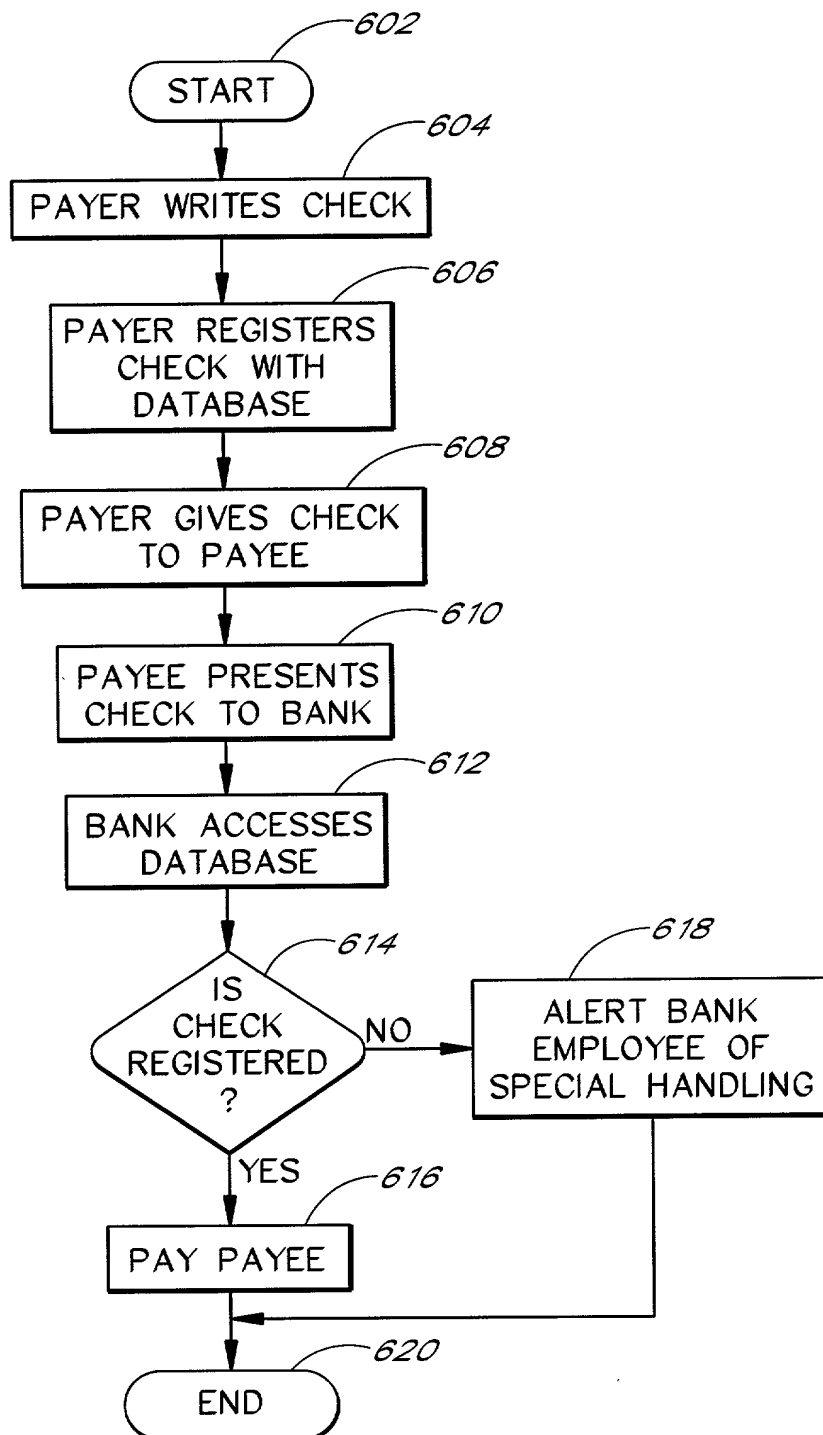 602
START
604
PAYER WRITES CHECK
606
PAYER REGISTERS
CHECK WITH
DATABASE
608
PAYER GIVES CHECK
TO PAYEE
610
PAYEE PRESENTS
CHECK TO BANK
612
BANK ACCESSES
DATABASE
614
IS
CHECK
REGISTERED
?
NO
618
ALERT BANK
EMPLOYEE OF
SPECIAL HANDLING
YES
616
PAY PAYEE
620
END